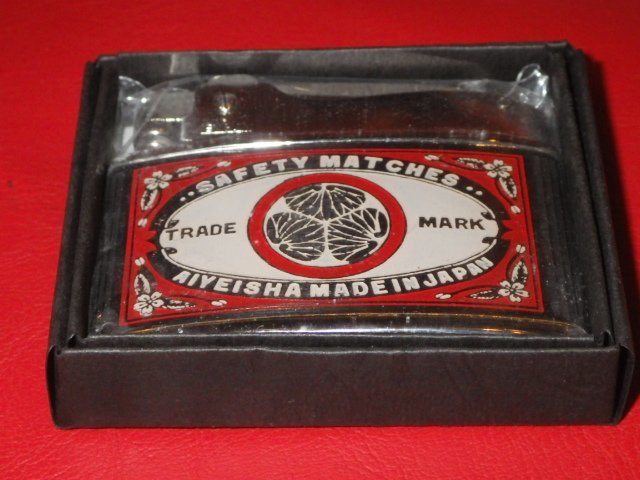 ··SAFETY MATCHES··
TRADE MARK
AIYEISHA MADE IN JAPAN